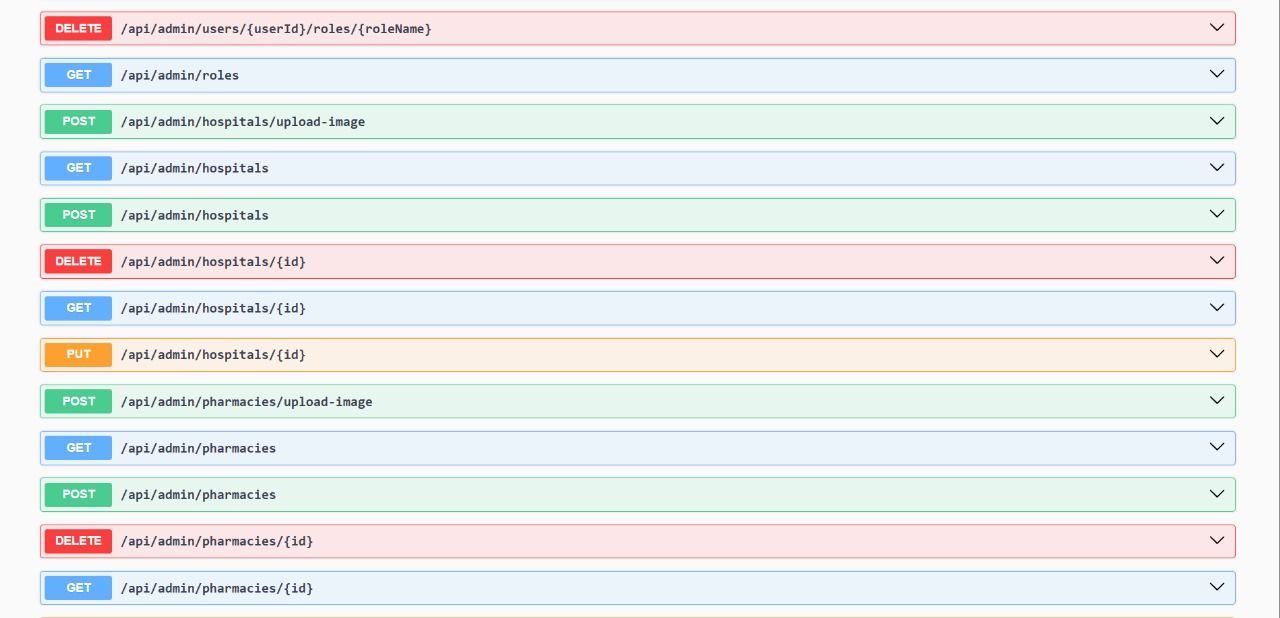 DELETE /api/admin/users/{userId}/roles/{roleName}
GET /api/admin/roles
POST /api/admin/hospitals/upload-image
GET /api/admin/hospitals
POST /api/admin/hospitals
DELETE /api/admin/hospitals/{id}
GET /api/admin/hospitals/{id}
PUT /api/admin/hospitals/{id}
POST /api/admin/pharmacies/upload-image
GET /api/admin/pharmacies
POST /api/admin/pharmacies
DELETE /api/admin/pharmacies/{id}
GET /api/admin/pharmacies/{id}